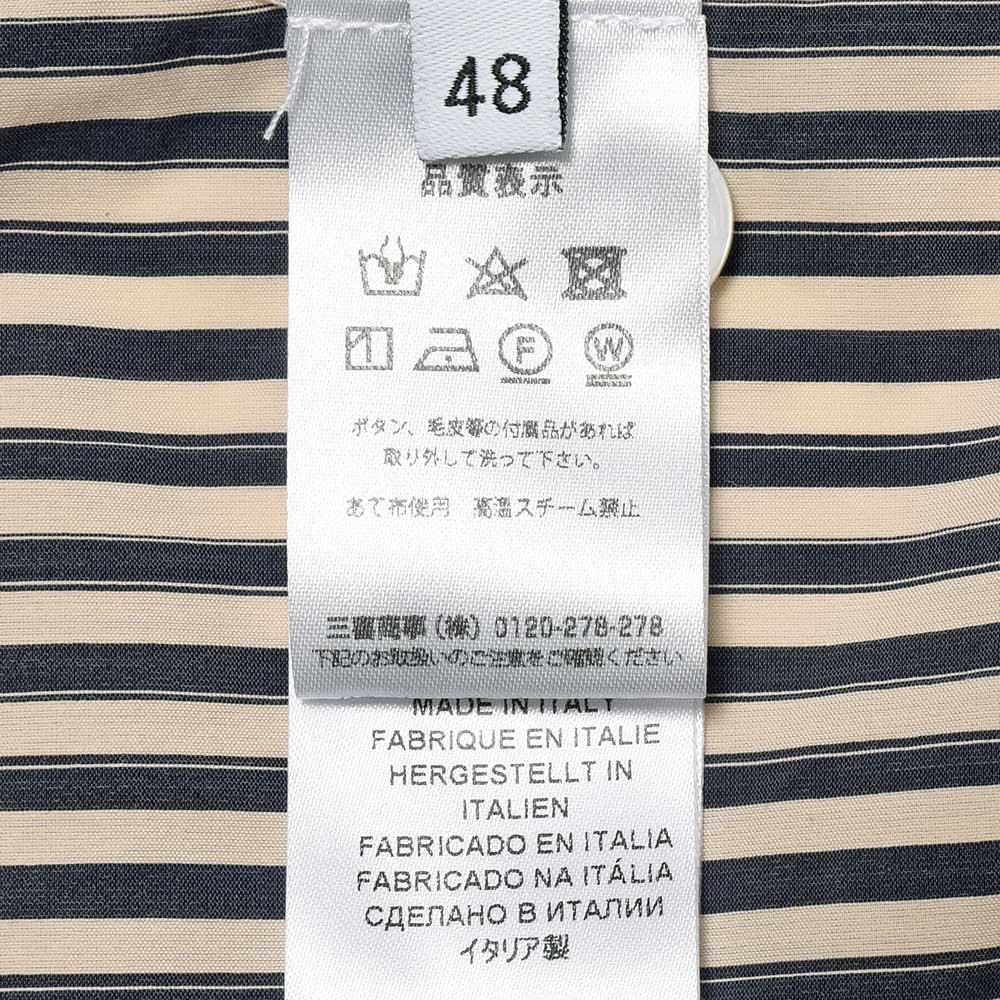 48
品質表示
F
W
ボタン、毛皮等の付属品があれば
取り外して洗って下さい。
あて布使用 高温スチーム禁止
三喜商事(株) 0120-278-278
下記のお取扱いのご注意をご確認ください
MADE IN ITALY
FABRIQUE EN ITALIE
HERGESTELLT IN
ITALIEN
FABRICADO EN ITALIA
FABRICADO NA ITÁLIA
СДЕЛАНО В ИТАЛИИ
イタリア製